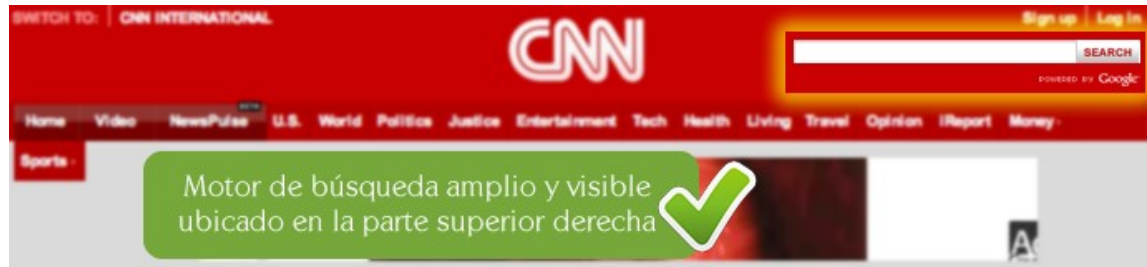 SWITCH TO: CNN INTERNATIONAL
CNN
Sign up Log In
SEARCH
POWERED BY Google
BETA
Home Video NewsPulse U.S. World Politics Justice Entertainment Tech Health Living Travel Opinion iReport Money
Sports
Motor de búsqueda amplio y visible
ubicado en la parte superior derecha